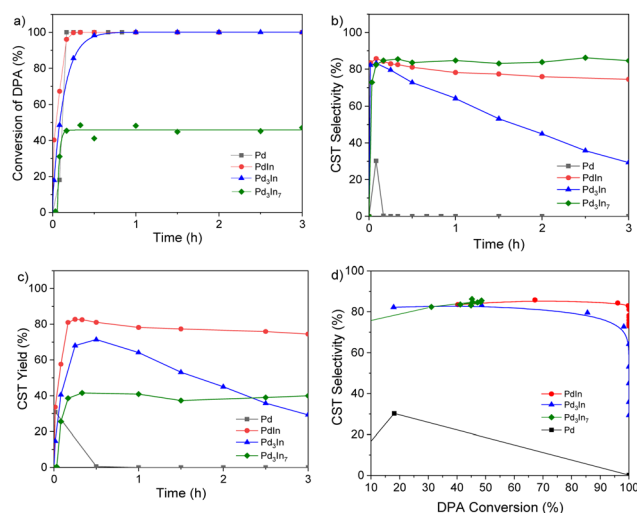 a)
Conversion of DPA (%)
100
80
60
40
20
0
0 1 2 3
Time (h)
Pd
PdIn
Pd₃In
Pd₃In₇
b)
CST Selectivity (%)
100
80
60
40
20
0
0 1 2 3
Time (h)
Pd
PdIn
Pd₃In
Pd₃In₇
c)
CST Yield (%)
100
80
60
40
20
0
0 1 2 3
Time (h)
Pd
PdIn
Pd₃In
Pd₃In₇
d)
CST Selectivity (%)
100
80
60
40
20
0
10 20 30 40 50 60 70 80 90 100
DPA Conversion (%)
PdIn
Pd₃In
Pd₃In₇
Pd